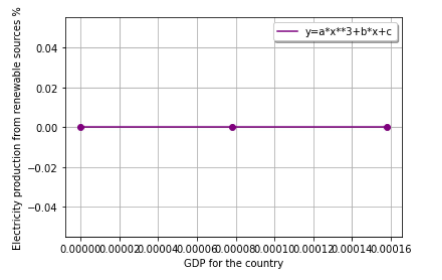 y=a*x**3+b*x+c
Electricity production from renewable sources %
0.04
0.02
0.00
−0.02
−0.04
0.00000 0.00002 0.00004 0.00006 0.00008 0.00010 0.00012 0.00014 0.00016
GDP for the country